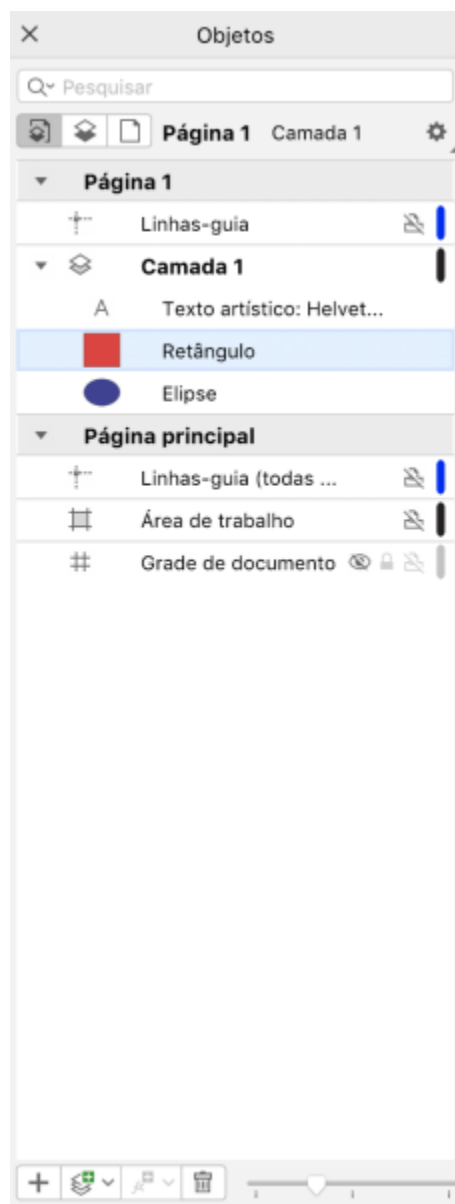 Objetos
Pesquisar
Página 1 Camada 1
Página 1
Linhas-guia
Camada 1
A Texto artístico: Helvet...
Retângulo
Elipse
Página principal
Linhas-guia (todas ...
Área de trabalho
Grade de documento